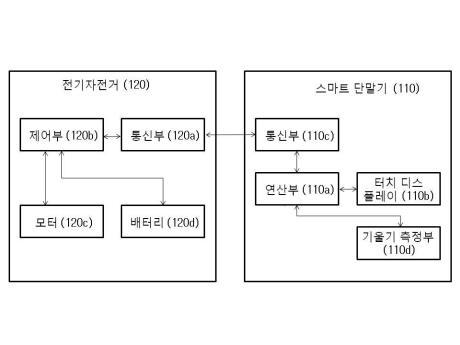 전기자전거 (120)
스마트 단말기 (110)
제어부 (120b)
통신부 (120a)
통신부 (110c)
연산부 (110a)
터치 디스
플레이 (110b)
모터 (120c)
배터리 (120d)
기울기 측정부
(110d)